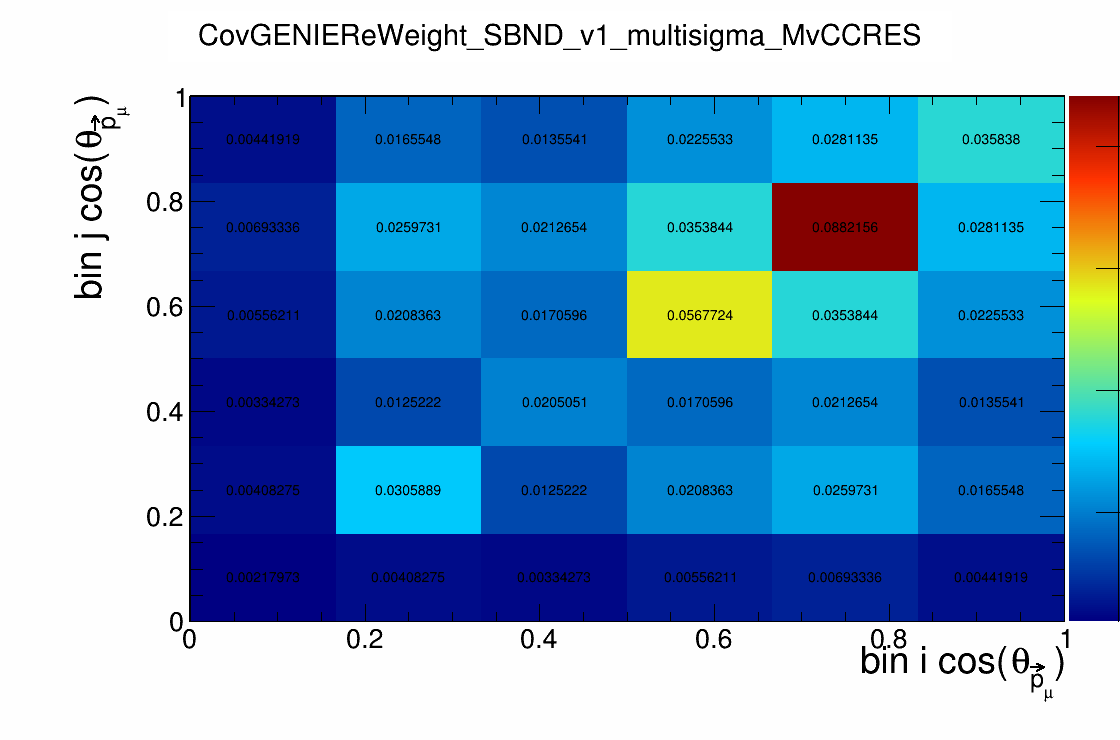 CovGENIEReWeight_SBND_v1_multisigma_MvCCRES
bin j cos(θp⃗μ)
1
0.00441919 0.0165548 0.0135541 0.0225533 0.0281135 0.035838
0.8
0.00693336 0.0259731 0.0212654 0.0353844 0.0882156 0.0281135
0.6
0.00556211 0.0208363 0.0170596 0.0567724 0.0353844 0.0225533
0.4
0.00334273 0.0125222 0.0205051 0.0170596 0.0212654 0.0135541
0.2
0.00408275 0.0305889 0.0125222 0.0208363 0.0259731 0.0165548
0.00217973 0.00408275 0.00334273 0.00556211 0.00693336 0.00441919
0
0 0.2 0.4 0.6 0.8 1
bin i cos(θp⃗μ)